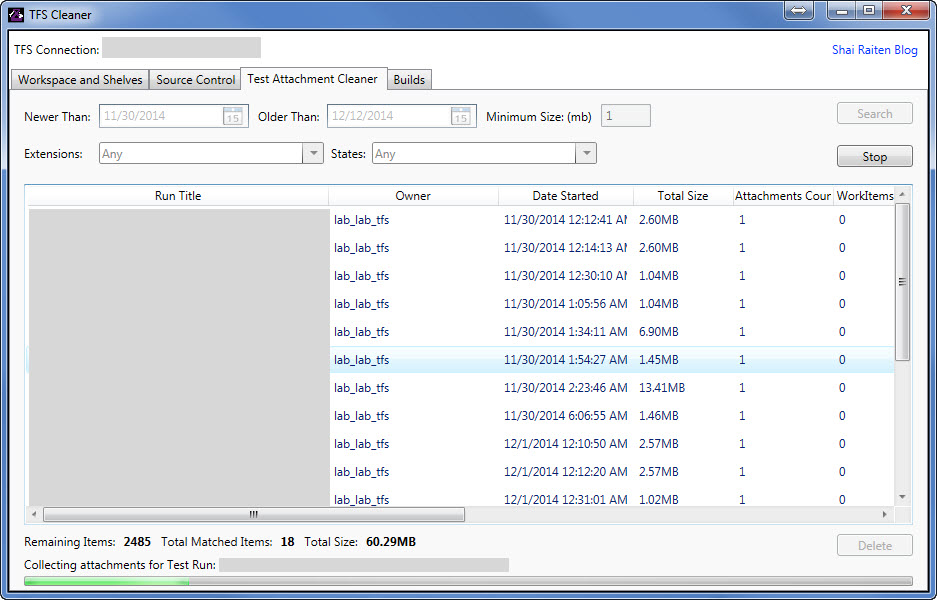 TFS Cleaner
TFS Connection:
Shai Raiten Blog
Workspace and Shelves Source Control Test Attachment Cleaner Builds
Newer Than: 11/30/2014 15 Older Than: 12/12/2014 15 Minimum Size: (mb) 1 Search
Extensions: Any States: Any Stop
Run Title Owner Date Started Total Size Attachments Cour WorkItems
lab_lab_tfs 11/30/2014 12:12:41 AM 2.60MB 1 0
lab_lab_tfs 11/30/2014 12:14:13 AM 2.60MB 1 0
lab_lab_tfs 11/30/2014 12:30:10 AM 1.04MB 1 0
lab_lab_tfs 11/30/2014 1:05:56 AM 1.04MB 1 0
lab_lab_tfs 11/30/2014 1:34:11 AM 6.90MB 1 0
lab_lab_tfs 11/30/2014 1:54:27 AM 1.45MB 1 0
lab_lab_tfs 11/30/2014 2:23:46 AM 13.41MB 1 0
lab_lab_tfs 11/30/2014 6:06:55 AM 1.46MB 1 0
lab_lab_tfs 12/1/2014 12:10:50 AM 2.57MB 1 0
lab_lab_tfs 12/1/2014 12:12:20 AM 2.57MB 1 0
lab_lab_tfs 12/1/2014 12:31:01 AM 1.02MB 1 0
Remaining Items: 2485 Total Matched Items: 18 Total Size: 60.29MB
Delete
Collecting attachments for Test Run: